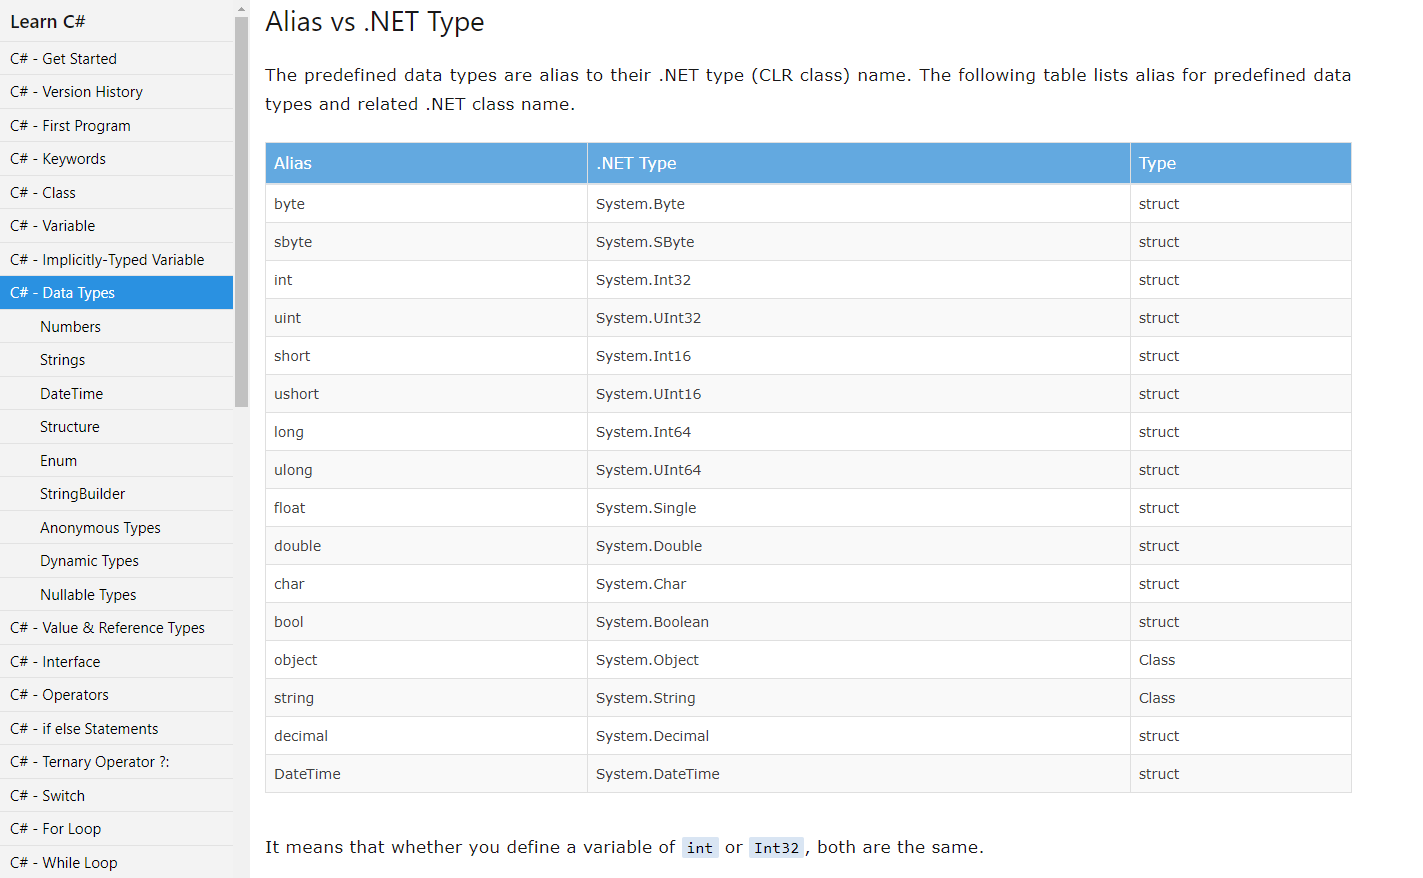 Learn C#
C# - Get Started
C# - Version History
C# - First Program
C# - Keywords
C# - Class
C# - Variable
C# - Implicitly-Typed Variable
C# - Data Types
Numbers
Strings
DateTime
Structure
Enum
StringBuilder
Anonymous Types
Dynamic Types
Nullable Types
C# - Value & Reference Types
C# - Interface
C# - Operators
C# - if else Statements
C# - Ternary Operator ?:
C# - Switch
C# - For Loop
C# - While Loop
Alias vs .NET Type
The predefined data types are alias to their .NET type (CLR class) name. The following table lists alias for predefined data
types and related .NET class name.
Alias .NET Type Type
byte System.Byte struct
sbyte System.SByte struct
int System.Int32 struct
uint System.UInt32 struct
short System.Int16 struct
ushort System.UInt16 struct
long System.Int64 struct
ulong System.UInt64 struct
float System.Single struct
double System.Double struct
char System.Char struct
bool System.Boolean struct
object System.Object Class
string System.String Class
decimal System.Decimal struct
DateTime System.DateTime struct
It means that whether you define a variable of int or Int32, both are the same.